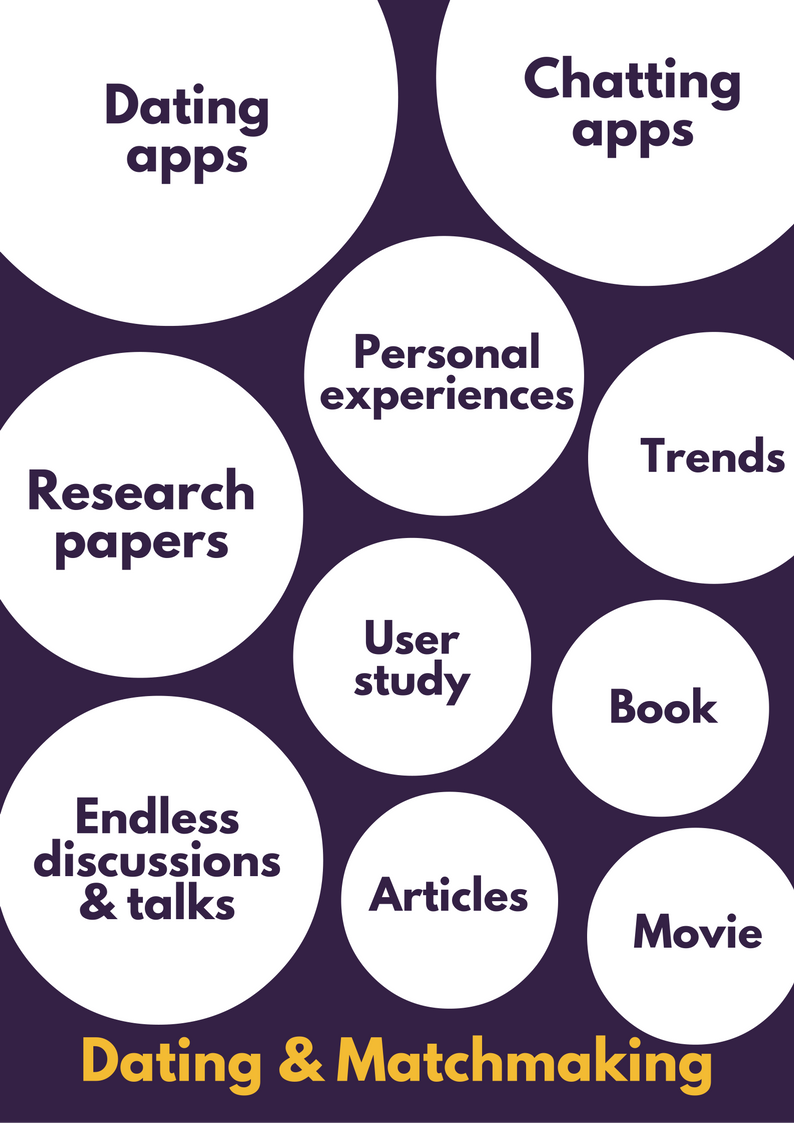 Dating
apps
Chatting
apps
Personal
experiences
Trends
Research
papers
User
study
Book
Endless
discussions
& talks
Articles
Movie
Dating & Matchmaking